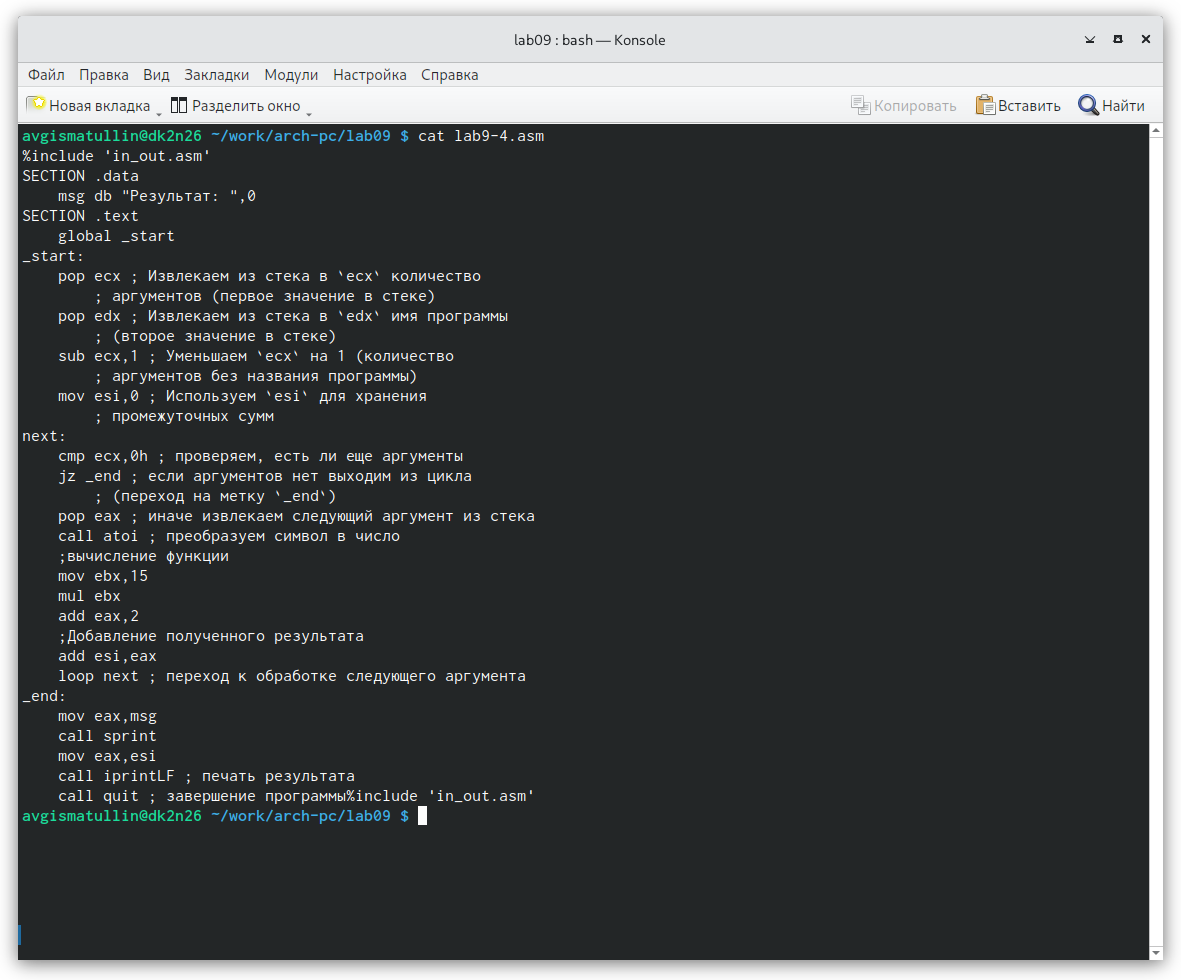 lab09 : bash — Konsole
Файл Правка Вид Закладки Модули Настройка Справка
Новая вкладка Разделить окно Копировать Вставить Найти
avgismatullin@dk2n26 ~/work/arch-pc/lab09 $ cat lab9-4.asm
%include 'in_out.asm'
SECTION .data
    msg db "Результат: ",0
SECTION .text
    global _start
_start:
    pop ecx ; Извлекаем из стека в `ecx` количество
        ; аргументов (первое значение в стеке)
    pop edx ; Извлекаем из стека в `edx` имя программы
        ; (второе значение в стеке)
    sub ecx,1 ; Уменьшаем `ecx` на 1 (количество
        ; аргументов без названия программы)
    mov esi,0 ; Используем `esi` для хранения
        ; промежуточных сумм
next:
    cmp ecx,0h ; проверяем, есть ли еще аргументы
    jz _end ; если аргументов нет выходим из цикла
        ; (переход на метку `_end`)
    pop eax ; иначе извлекаем следующий аргумент из стека
    call atoi ; преобразуем символ в число
    ;вычисление функции
    mov ebx,15
    mul ebx
    add eax,2
    ;Добавление полученного результата
    add esi,eax
    loop next ; переход к обработке следующего аргумента
_end:
    mov eax,msg
    call sprint
    mov eax,esi
    call iprintLF ; печать результата
    call quit ; завершение программы%include 'in_out.asm'
avgismatullin@dk2n26 ~/work/arch-pc/lab09 $